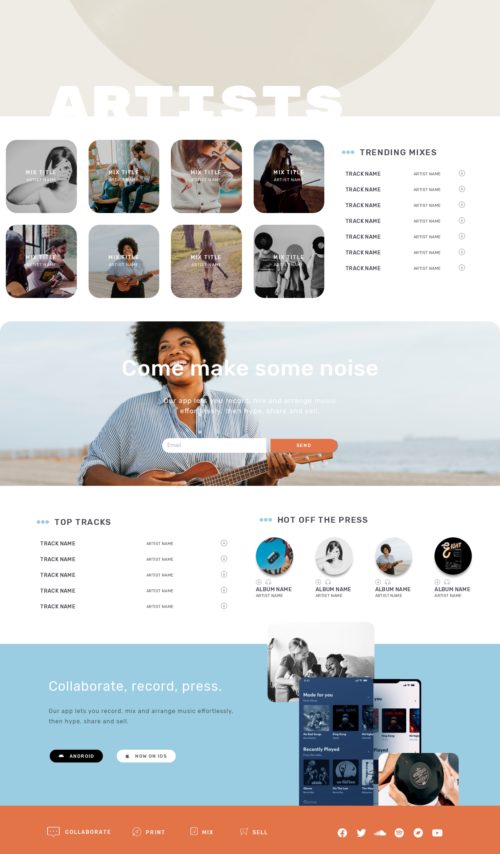 ARTISTS
MIX TITLE
ARTIST NAME
MIX TITLE
ARTIST NAME
MIX TITLE
ARTIST NAME
MIX TITLE
ARTIST NAME
MIX TITLE
ARTIST NAME
MIX TITLE
ARTIST NAME
MIX TITLE
ARTIST NAME
MIX TITLE
ARTIST NAME
TRENDING MIXES
TRACK NAME ARTIST NAME
TRACK NAME ARTIST NAME
TRACK NAME ARTIST NAME
TRACK NAME ARTIST NAME
TRACK NAME ARTIST NAME
TRACK NAME ARTIST NAME
TRACK NAME ARTIST NAME
Come make some noise
Our app lets you record, mix and arrange music
effortlessly, then hype, share and sell.
Email SEND
TOP TRACKS
TRACK NAME ARTIST NAME
TRACK NAME ARTIST NAME
TRACK NAME ARTIST NAME
TRACK NAME ARTIST NAME
TRACK NAME ARTIST NAME
HOT OFF THE PRESS
EIGHT
ALBUM NAME ALBUM NAME ALBUM NAME ALBUM NAME
ARTIST NAME ARTIST NAME ARTIST NAME ARTIST NAME
Collaborate, record, press.
Our app lets you record, mix and arrange music effortlessly,
then hype, share and sell.
ANDROID NOW ON IOS
Made for you
Recently Played
COLLABORATE PRINT MIX SELL